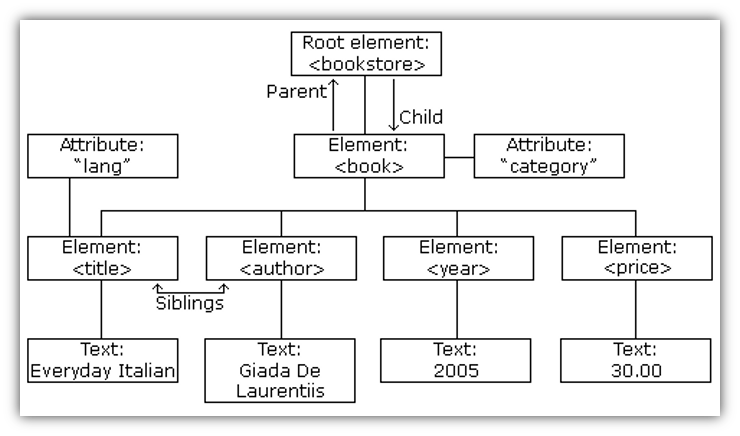 Root element:
<bookstore>
Parent
Child
Attribute:
“lang”
Element:
<book>
Attribute:
“category”
Element:
<title>
Element:
<author>
Element:
<year>
Element:
<price>
Siblings
Text:
Everyday Italian
Text:
Giada De
Laurentiis
Text:
2005
Text:
30.00